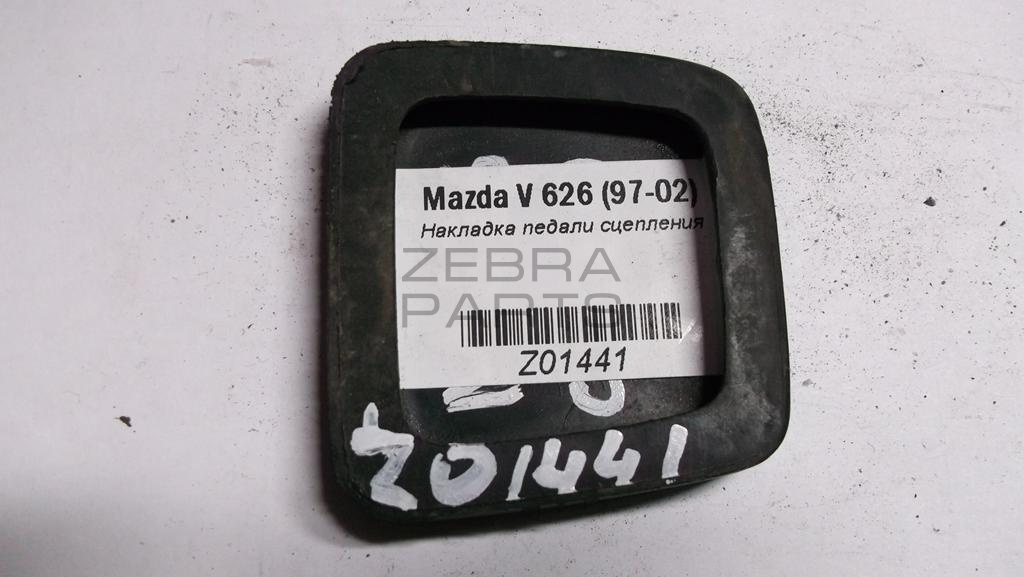 Mazda V 626 (97-02)
Накладка педали сцепления
ZEBRA
PARTS
Z01441
Z01441